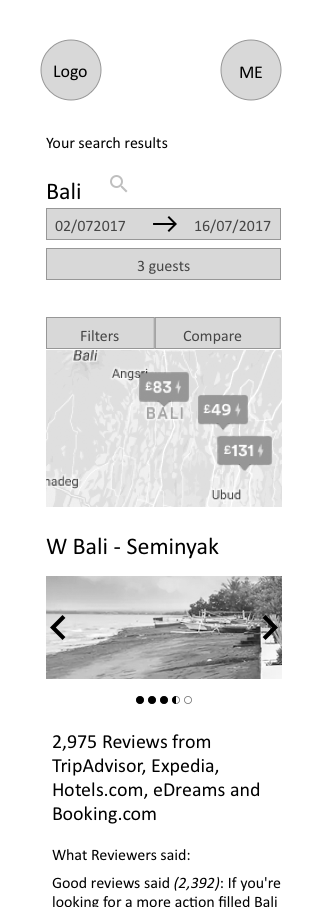 Logo
ME
Your search results
Bali
02/072017 → 16/07/2017
3 guests
Filters Compare
Bali
Angsri
£83
BALI
£49
£131
nadeg
Ubud
W Bali - Seminyak
2,975 Reviews from
TripAdvisor, Expedia,
Hotels.com, eDreams and
Booking.com
What Reviewers said:
Good reviews said (2,392): If you're
looking for a more action filled Bali